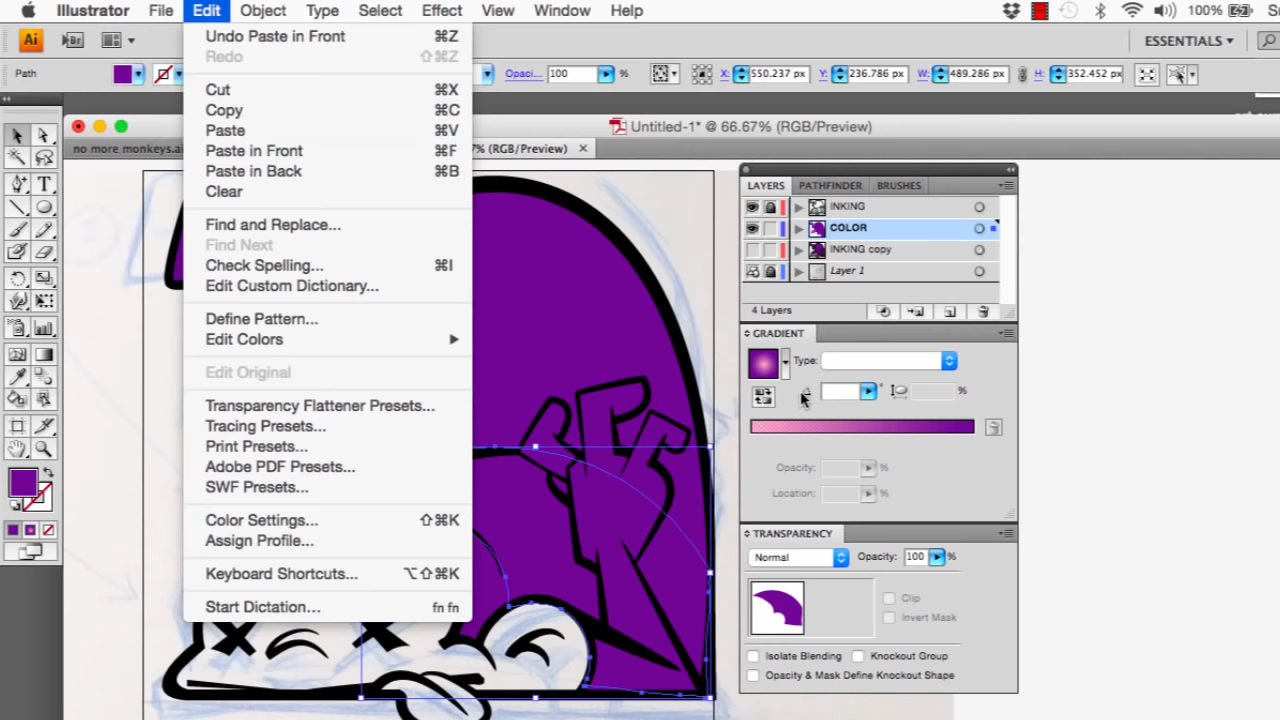 Illustrator File Edit Object Type Select Effect View Window Help 100%
Ai Br ESSENTIALS
Path Opaci... 100 % X: 550.237 px Y: 236.786 px W: 489.286 px H: 352.452 px
Untitled-1* @ 66.67% (RGB/Preview)
no more monkeys.ai 7% (RGB/Preview)
Undo Paste in Front ⌘Z
Redo ⇧⌘Z
Cut ⌘X
Copy ⌘C
Paste ⌘V
Paste in Front ⌘F
Paste in Back ⌘B
Clear
Find and Replace...
Find Next
Check Spelling... ⌘I
Edit Custom Dictionary...
Define Pattern...
Edit Colors
Edit Original
Transparency Flattener Presets...
Tracing Presets...
Print Presets...
Adobe PDF Presets...
SWF Presets...
Color Settings... ⇧⌘K
Assign Profile...
Keyboard Shortcuts... ⌥⇧⌘K
Start Dictation... fn fn
LAYERS PATHFINDER BRUSHES
INKING
COLOR
INKING copy
Layer 1
4 Layers
GRADIENT
Type:
° %
Opacity: %
Location: %
TRANSPARENCY
Normal Opacity: 100 %
Clip
Invert Mask
Isolate Blending Knockout Group
Opacity & Mask Define Knockout Shape